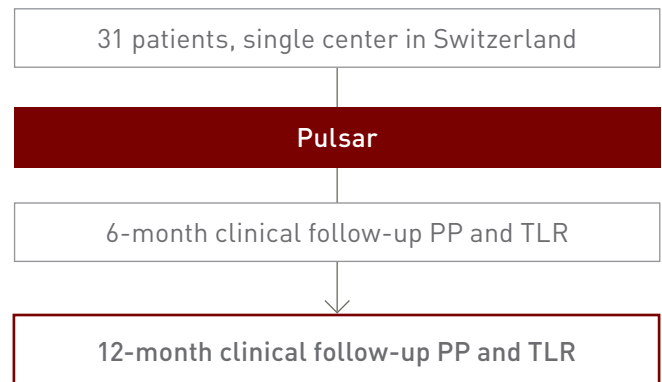 31 patients, single center in Switzerland
Pulsar
6-month clinical follow-up PP and TLR
12-month clinical follow-up PP and TLR